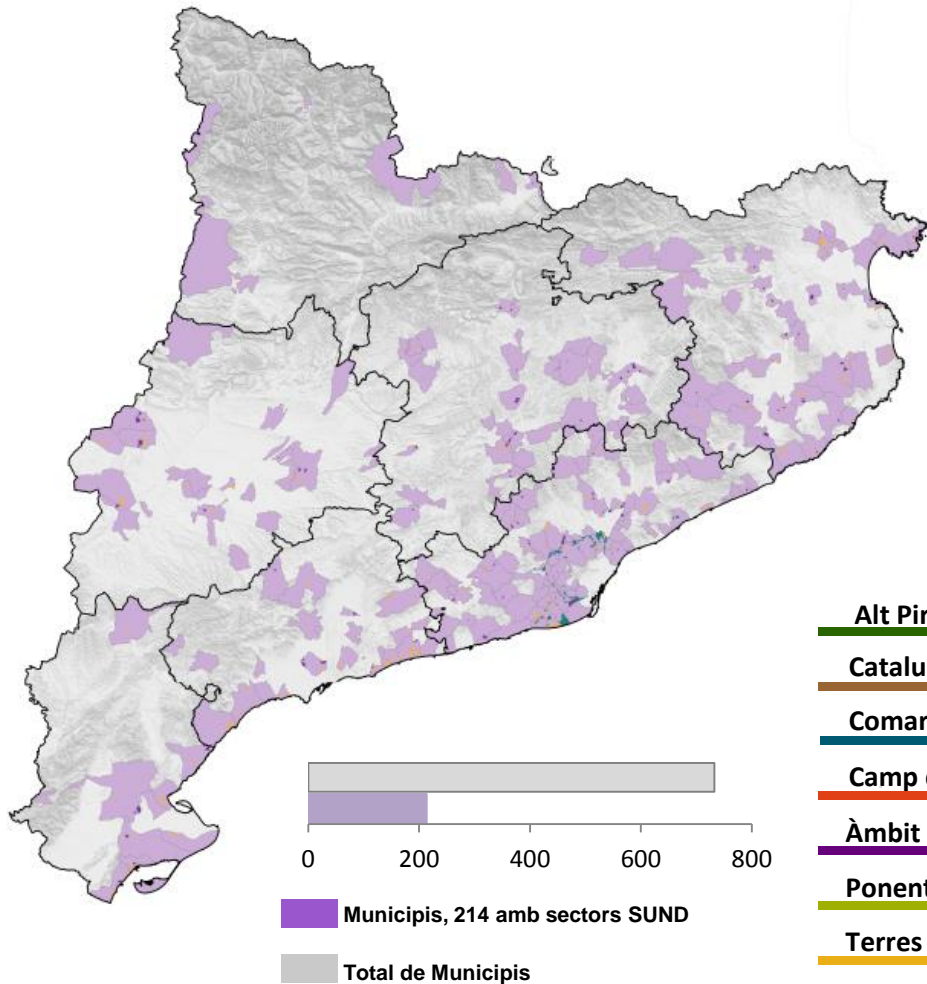 Alt Pir
Catalu
Comar
Camp
Àmbit
Ponent
Terres
0 200 400 600 800
Municipis, 214 amb sectors SUND
Total de Municipis